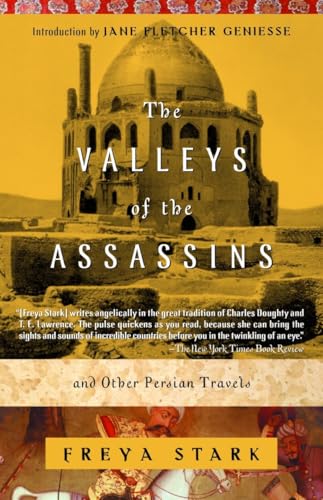 Introduction by JANE FLETCHER GENIESSE
The
VALLEYS
of the
ASSASSINS
"[Freya Stark] writes angelically in the great tradition of Charles Doughty and
T. E. Lawrence. The pulse quickens as you read, because she can bring the
sights and sounds of incredible countries before you in the twinkling of an eye."
—The New York Times Book Review
and Other Persian Travels
FREYA STARK